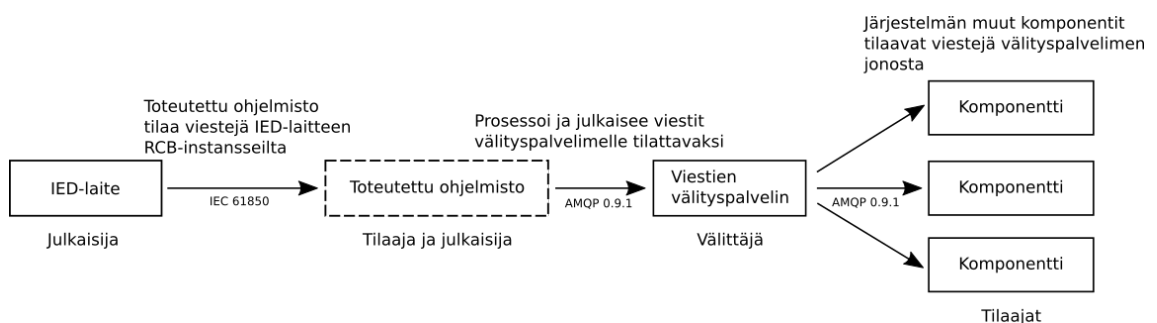 Järjestelmän muut komponentit
tilaavat viestejä välityspalvelimen
jonosta
Toteutettu ohjelmisto
tilaa viestejä IED-laitteen
RCB-instansseilta
Prosessoi ja julkaisee viestit
välityspalvelimelle tilattavaksi
IED-laite
IEC 61850
Toteutettu ohjelmisto
AMQP 0.9.1
Viestien
välityspalvelin
AMQP 0.9.1
Komponentti
Komponentti
Komponentti
Julkaisija
Tilaaja ja julkaisija
Välittäjä
Tilaajat